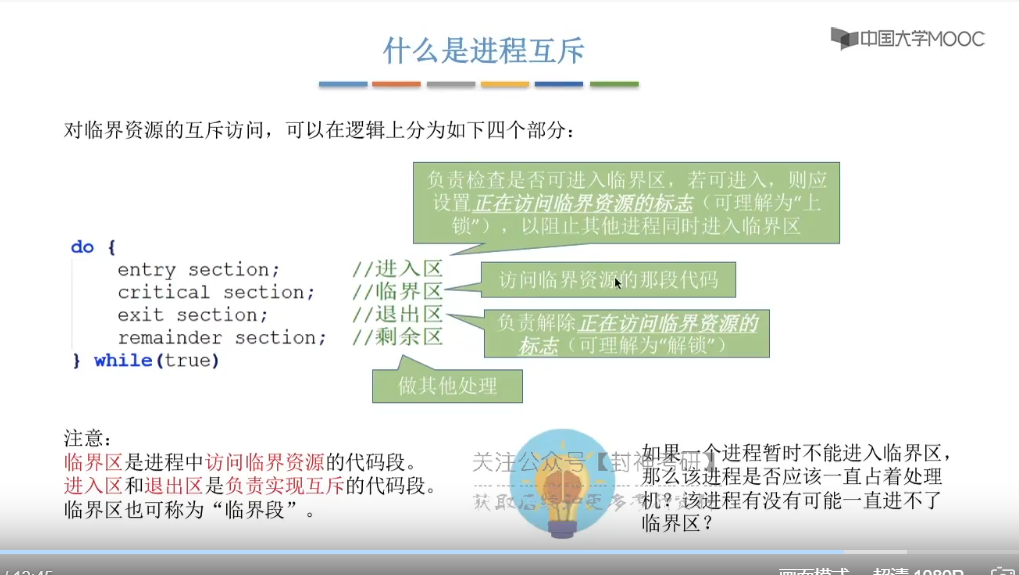 什么是进程互斥
中国大学MOOC
对临界资源的互斥访问，可以在逻辑上分为如下四个部分：
负责检查是否可进入临界区，若可进入，则应
设置正在访问临界资源的标志（可理解为“上
锁”），以阻止其他进程同时进入临界区
do {
entry section; //进入区
critical section; //临界区
exit section; //退出区
remainder section; //剩余区
} while(true)
访问临界资源的那段代码
负责解除正在访问临界资源的
标志（可理解为“解锁”）
做其他处理
注意：
临界区是进程中访问临界资源的代码段。
进入区和退出区是负责实现互斥的代码段。
临界区也可称为“临界段”。
关注公众号【封神考研】
获取后续更多
如果一个进程暂时不能进入临界区，
那么该进程是否应该一直占着处理
机？该进程有没有可能一直进不了
临界区？
画面模式 超清 1080P